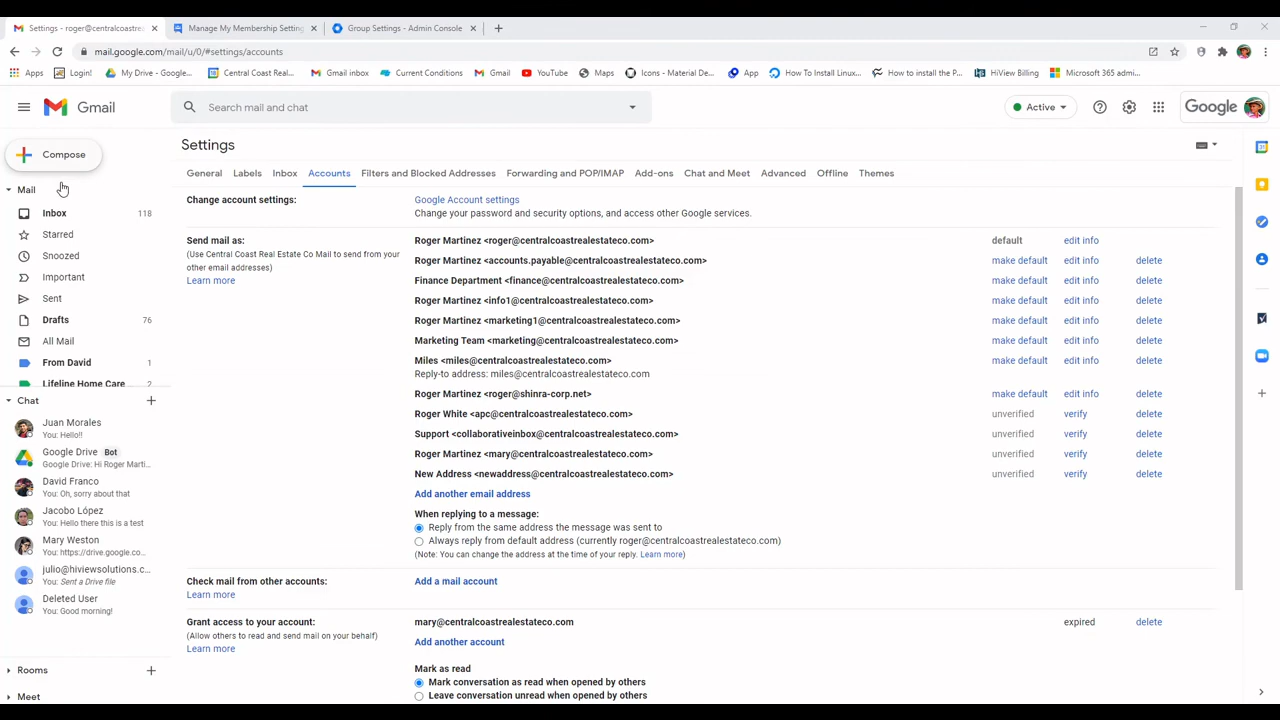 Settings - roger@centralcoastrea
Manage My Membership Setting
Group Settings - Admin Console
mail.google.com/mail/u/0/#settings/accounts
Apps
Login!
My Drive - Google...
Central Coast Real...
Gmail inbox
Current Conditions
Gmail
YouTube
Maps
Icons - Material De...
App
How To Install Linux...
How to install the P...
HiView Billing
Microsoft 365 admi...
Gmail
Search mail and chat
Active
Google
Compose
Mail
Inbox 118
Starred
Snoozed
Important
Sent
Drafts 76
All Mail
From David 1
Lifeline Home Care 2
Chat
Juan Morales
You: Hello!!
Google Drive Bot
Google Drive: Hi Roger Marti...
David Franco
You: Oh, sorry about that
Jacobo López
You: Hello there this is a test
Mary Weston
You: https://drive.google.co...
julio@hiviewsolutions.c...
You: Sent a Drive file
Deleted User
You: Good morning!
Rooms
Meet
Settings
General Labels Inbox Accounts Filters and Blocked Addresses Forwarding and POP/IMAP Add-ons Chat and Meet Advanced Offline Themes
Change account settings:
Google Account settings
Change your password and security options, and access other Google services.
Send mail as:
(Use Central Coast Real Estate Co Mail to send from your
other email addresses)
Learn more
Roger Martinez <roger@centralcoastrealestateco.com> default edit info
Roger Martinez <accounts.payable@centralcoastrealestateco.com> make default edit info delete
Finance Department <finance@centralcoastrealestateco.com> make default edit info delete
Roger Martinez <info1@centralcoastrealestateco.com> make default edit info delete
Roger Martinez <marketing1@centralcoastrealestateco.com> make default edit info delete
Marketing Team <marketing@centralcoastrealestateco.com> make default edit info delete
Miles <miles@centralcoastrealestateco.com> make default edit info delete
Reply-to address: miles@centralcoastrealestateco.com
Roger Martinez <roger@shinra-corp.net> make default edit info delete
Roger White <apc@centralcoastrealestateco.com> unverified verify delete
Support <collaborativeinbox@centralcoastrealestateco.com> unverified verify delete
Roger Martinez <mary@centralcoastrealestateco.com> unverified verify delete
New Address <newaddress@centralcoastrealestateco.com> unverified verify delete
Add another email address
When replying to a message:
Reply from the same address the message was sent to
Always reply from default address (currently roger@centralcoastrealestateco.com)
(Note: You can change the address at the time of your reply. Learn more)
Check mail from other accounts:
Learn more
Add a mail account
Grant access to your account:
(Allow others to read and send mail on your behalf)
Learn more
mary@centralcoastrealestateco.com expired delete
Add another account
Mark as read
Mark conversation as read when opened by others
Leave conversation unread when opened by others